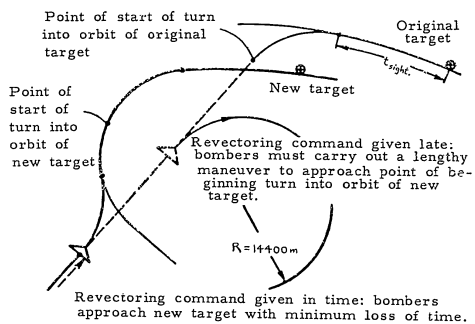 Point of start of turn
into orbit of original
target
Original
target
t sight.
New target
Point of
start of
turn into
orbit of
new target
Revectoring command given late:
bombers must carry out a lengthy
maneuver to approach point of be-
ginning turn into orbit of new
target.
R=14400m
Revectoring command given in time: bombers
approach new target with minimum loss of time.